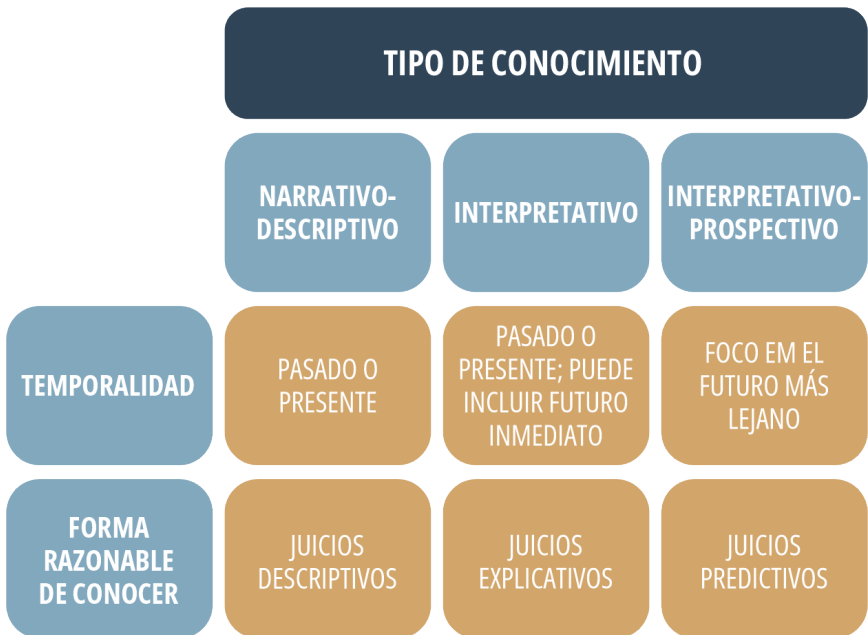 TIPO DE CONOCIMIENTO
NARRATIVO-
DESCRIPTIVO
INTERPRETATIVO
INTERPRETATIVO-
PROSPECTIVO
TEMPORALIDAD
PASADO O
PRESENTE
PASADO O
PRESENTE; PUEDE
INCLUIR FUTURO
INMEDIATO
FOCO EM EL
FUTURO MÁS
LEJANO
FORMA
RAZONABLE
DE CONOCER
JUICIOS
DESCRIPTIVOS
JUICIOS
EXPLICATIVOS
JUICIOS
PREDICTIVOS